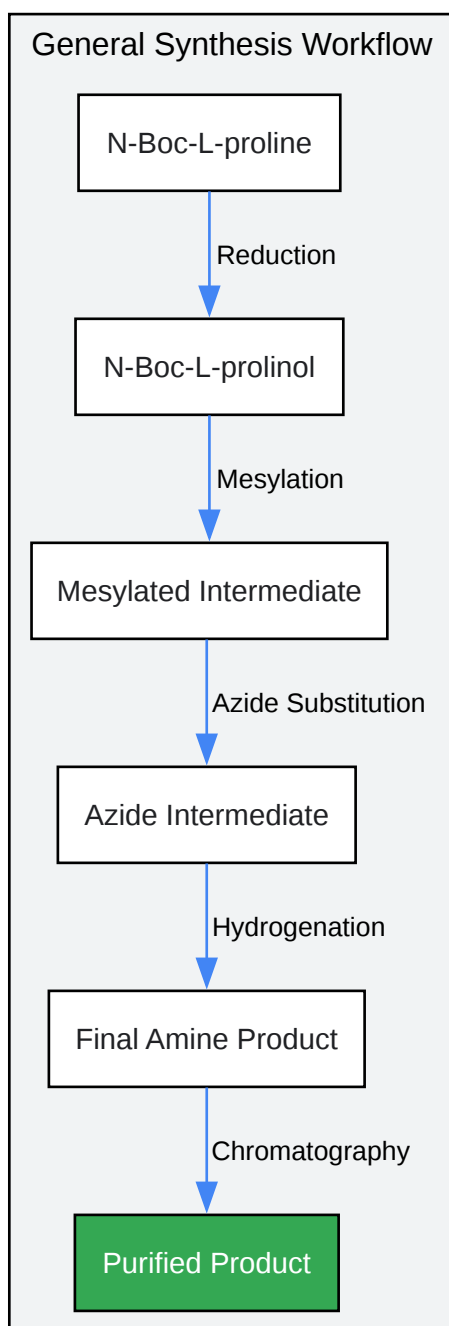 General Synthesis Workflow
N-Boc-L-proline
Reduction
N-Boc-L-prolinol
Mesylation
Mesylated Intermediate
Azide Substitution
Azide Intermediate
Hydrogenation
Final Amine Product
Chromatography
Purified Product